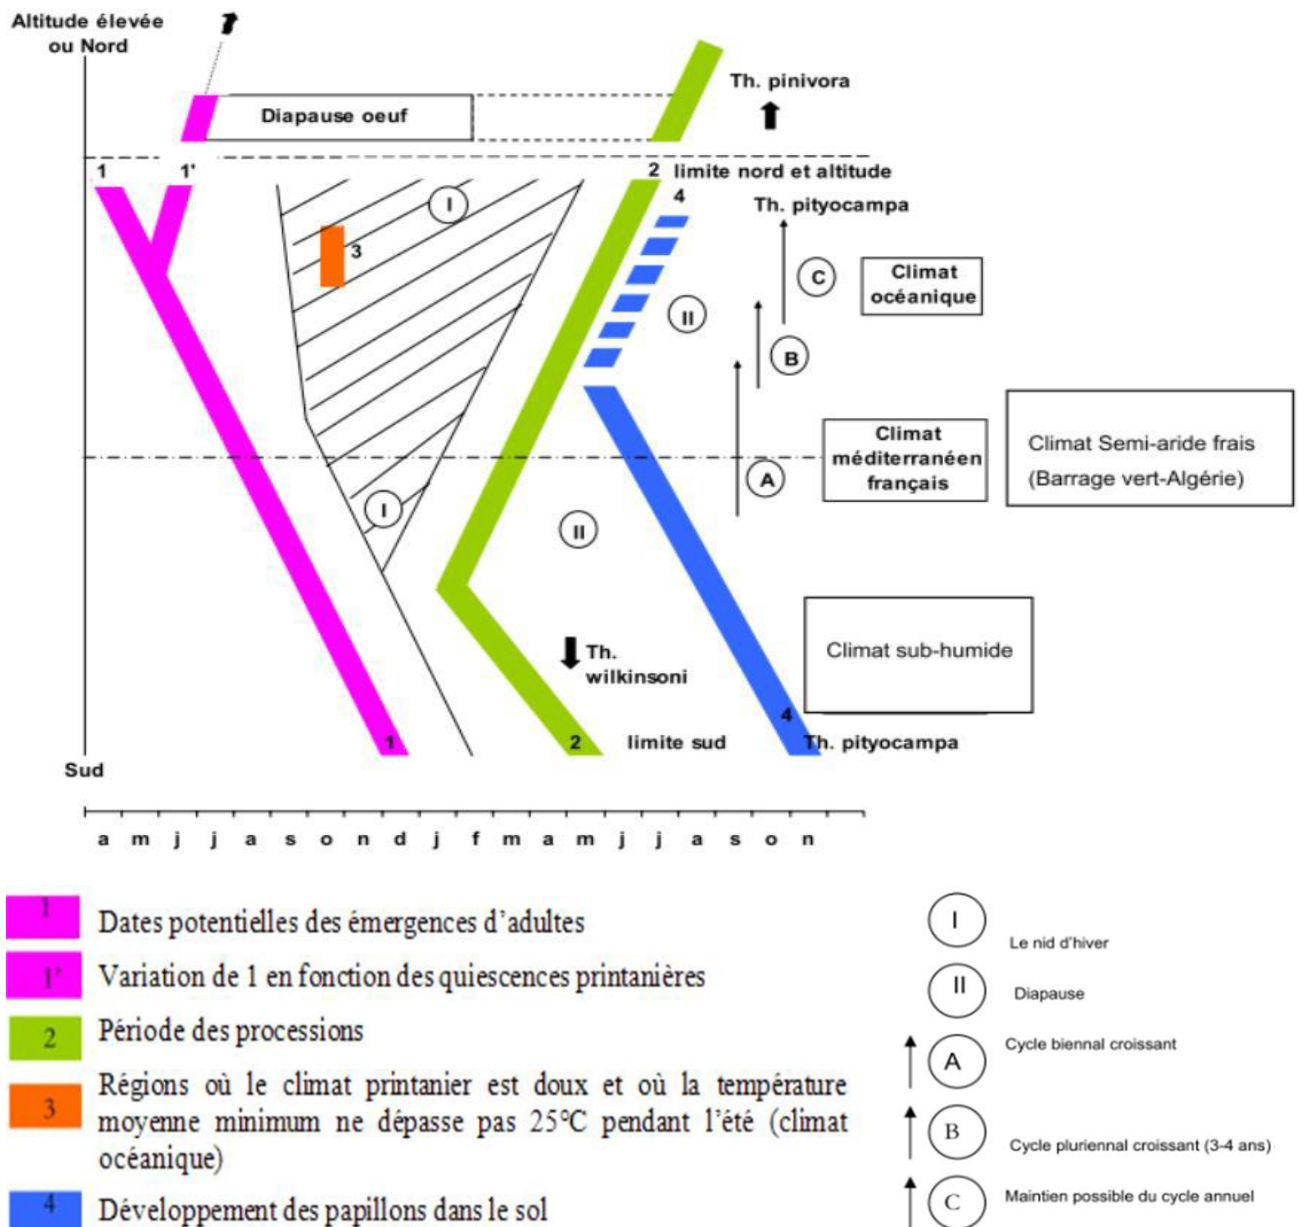 Altitude élevée
ou Nord
Th. pinivora
Diapause oeuf
1
1'
2
limite nord et altitude
4
Th. pityocampa
I
3
C
Climat
océanique
II
B
Climat
méditerranéen
français
Climat Semi-aride frais
(Barrage vert-Algérie)
A
I
II
Th.
wilkinsoni
Climat sub-humide
1
2
limite sud
4
Th. pityocampa
Sud
a m j j a s o n d j f m a m j j a s o n
1 Dates potentielles des émergences d'adultes
1' Variation de 1 en fonction des quiescences printanières
2 Période des processions
3 Régions où le climat printanier est doux et où la température
moyenne minimum ne dépasse pas 25°C pendant l'été (climat
océanique)
4 Développement des papillons dans le sol
I Le nid d'hiver
II Diapause
A Cycle biennal croissant
B Cycle pluriennal croissant (3-4 ans)
C Maintien possible du cycle annuel